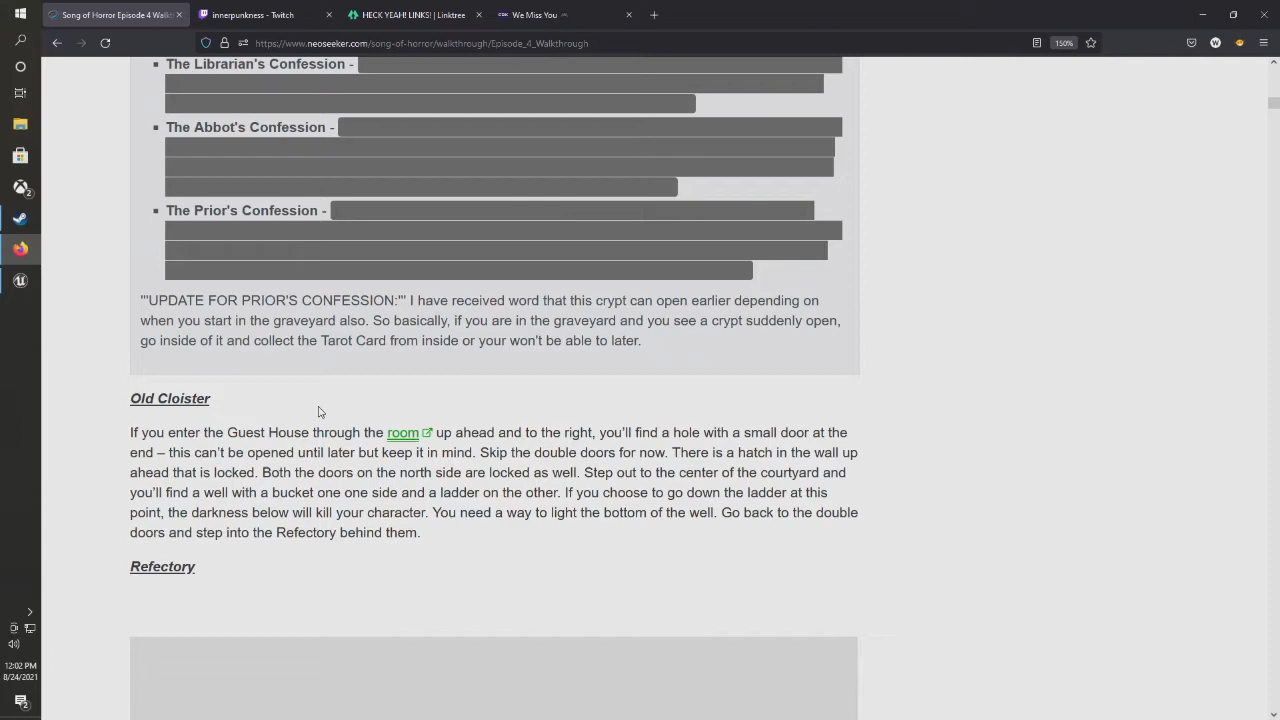 Song of Horror Episode 4 Walkt
innerpunkness - Twitch
HECK YEAH! LINKS! | Linktree
We Miss You
https://www.neoseeker.com/song-of-horror/walkthrough/Episode_4_Walkthrough
150%
The Librarian's Confession -
The Abbot's Confession -
The Prior's Confession -
'"UPDATE FOR PRIOR'S CONFESSION:'" I have received word that this crypt can open earlier depending on
when you start in the graveyard also. So basically, if you are in the graveyard and you see a crypt suddenly open,
go inside of it and collect the Tarot Card from inside or your won't be able to later.
Old Cloister
If you enter the Guest House through the room up ahead and to the right, you'll find a hole with a small door at the
end – this can't be opened until later but keep it in mind. Skip the double doors for now. There is a hatch in the wall up
ahead that is locked. Both the doors on the north side are locked as well. Step out to the center of the courtyard and
you'll find a well with a bucket one one side and a ladder on the other. If you choose to go down the ladder at this
point, the darkness below will kill your character. You need a way to light the bottom of the well. Go back to the double
doors and step into the Refectory behind them.
Refectory
2
12:02 PM
8/24/2021
2